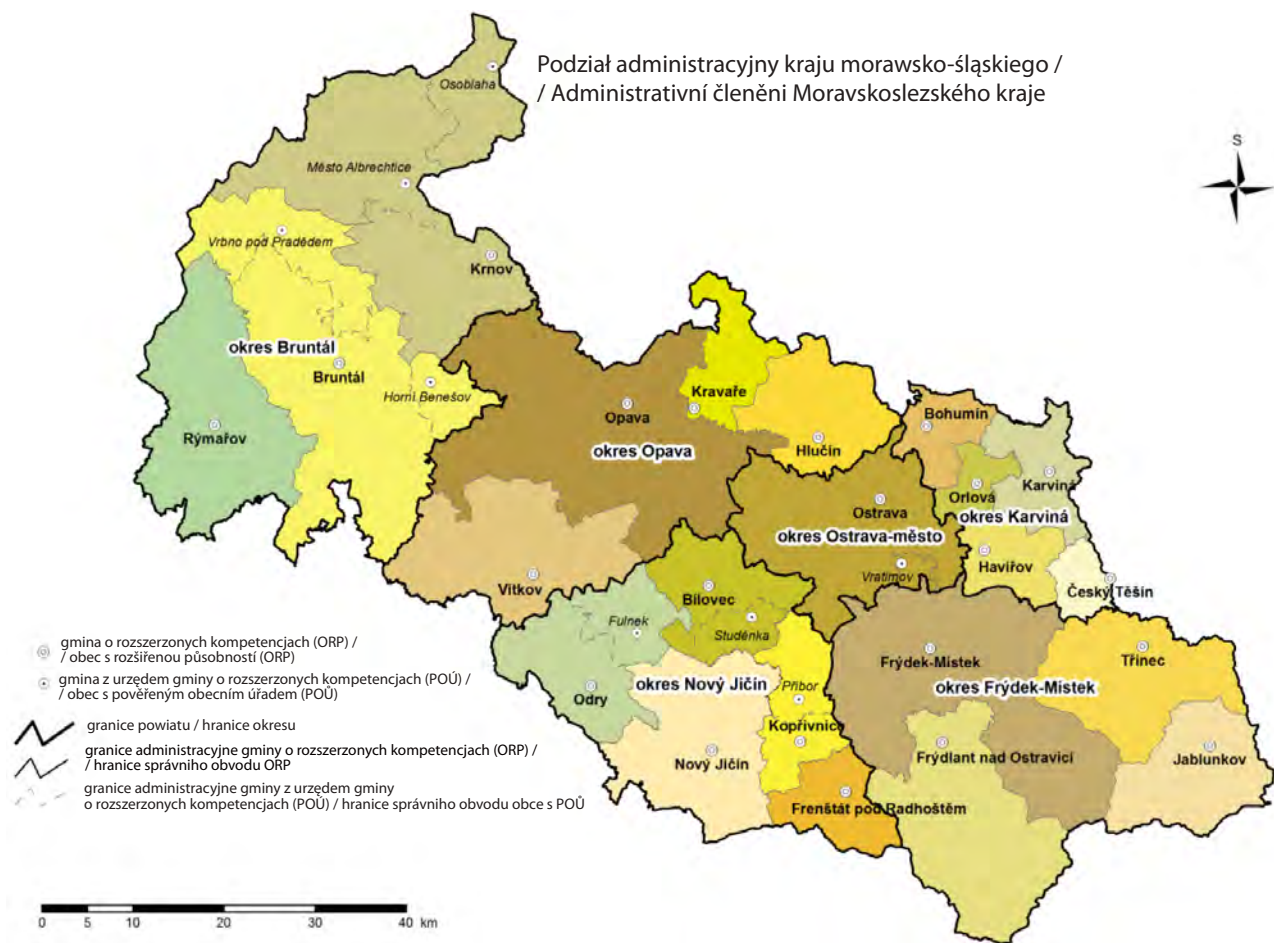 Podział administracyjny kraju morawsko-śląskiego /
/ Administrativní členěni Moravskoslezského kraje
S
Osoblaha
Město Albrechtice
Vrbno pod Pradědem
Krnov
okres Bruntál
Bruntál
Horní Benešov
Rýmařov
Kravaře
Opava
okres Opava
Hlučín
Bohumín
Karviná
Orlová
okres Karviná
Ostrava
okres Ostrava-město
Havířov
Vratimov
Český Těšín
Vítkov
Bílovec
Fulnek
Studénka
Frýdek-Místek
Třinec
okres Nový Jičín
okres Frýdek-Místek
Odry
Příbor
Kopřivnice
Nový Jičín
Frýdlant nad Ostravicí
Jablunkov
Frenštát pod Radhoštěm
gmina o rozszerzonych kompetencjach (ORP) /
/ obec s rozšiřenou působností (ORP)
gmina z urzędem gminy o rozszerzonych kompetencjach (POÚ) /
/ obec s pověřeným obecním úřadem (POÚ)
granice powiatu / hranice okresu
granice administracyjne gminy o rozszerzonych kompetencjach (ORP) /
/ hranice správniho obvodu ORP
granice administracyjne gminy z urzędem gminy
o rozszerzonych kompetencjach (POÚ) / hranice správniho obvodu obce s POÚ
0 5 10 20 30 40 km